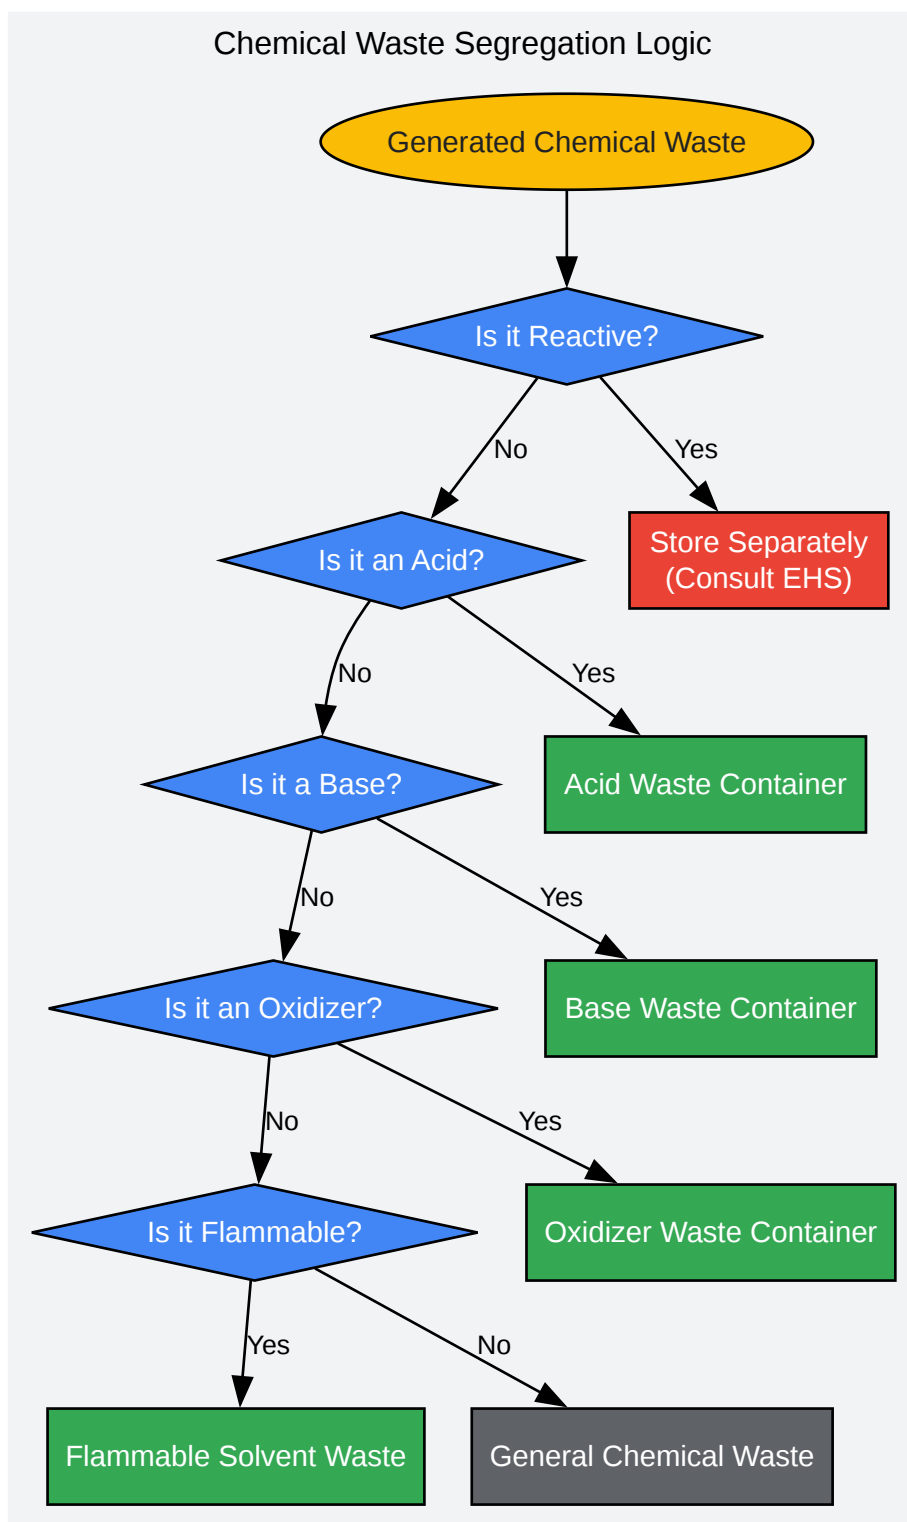 Chemical Waste Segregation Logic
Generated Chemical Waste
Is it Reactive?
No
Yes
Is it an Acid?
Store Separately
(Consult EHS)
No
Yes
Is it a Base?
Acid Waste Container
No
Yes
Is it an Oxidizer?
Base Waste Container
No
Yes
Is it Flammable?
Oxidizer Waste Container
Yes
No
Flammable Solvent Waste
General Chemical Waste